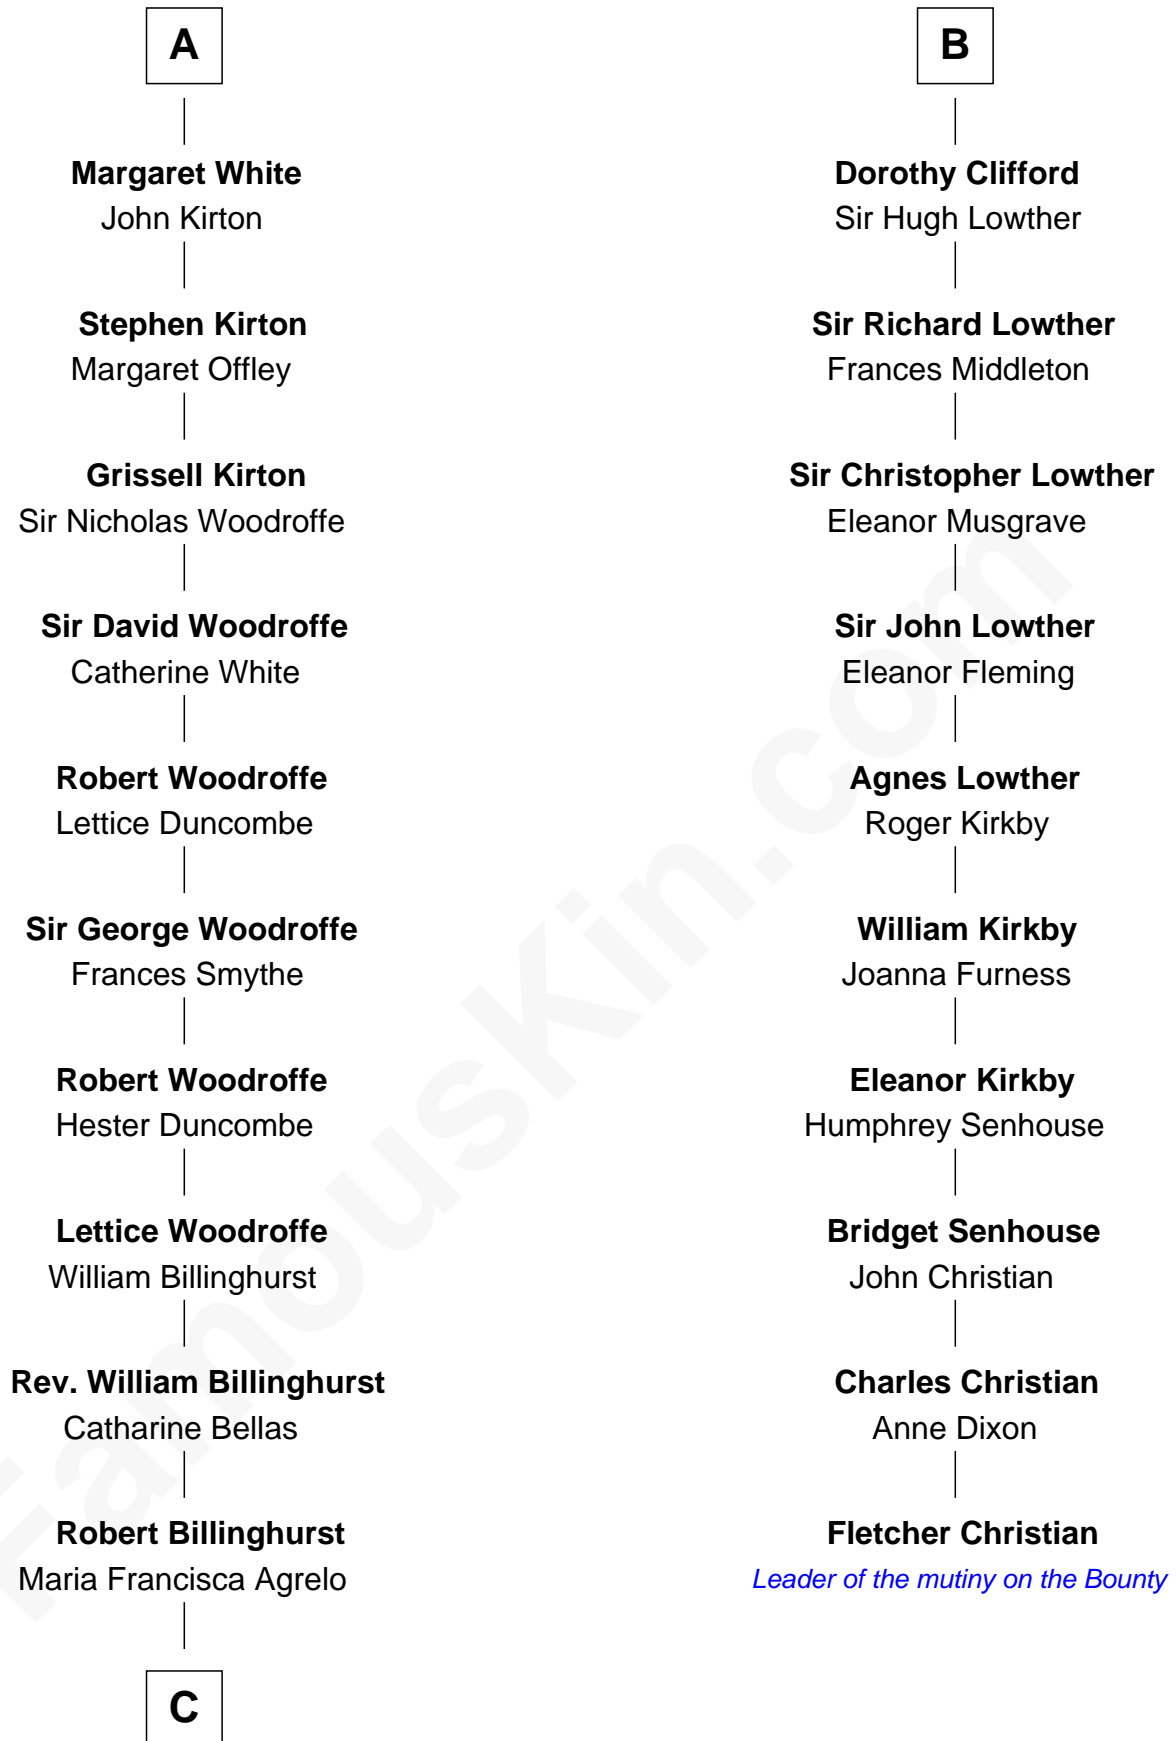 A
Margaret White
John Kirton
Stephen Kirton
Margaret Offley
Grissell Kirton
Sir Nicholas Woodroffe
Sir David Woodroffe
Catherine White
Robert Woodroffe
Lettice Duncombe
Sir George Woodroffe
Frances Smythe
Robert Woodroffe
Hester Duncombe
Lettice Woodroffe
William Billinghurst
Rev. William Billinghurst
Catharine Bellas
Robert Billinghurst
Maria Francisca Agrelo
C
B
Dorothy Clifford
Sir Hugh Lowther
Sir Richard Lowther
Frances Middleton
Sir Christopher Lowther
Eleanor Musgrave
Sir John Lowther
Eleanor Fleming
Agnes Lowther
Roger Kirkby
William Kirkby
Joanna Furness
Eleanor Kirkby
Humphrey Senhouse
Bridget Senhouse
John Christian
Charles Christian
Anne Dixon
Fletcher Christian
Leader of the mutiny on the Bounty
FamousKin.com